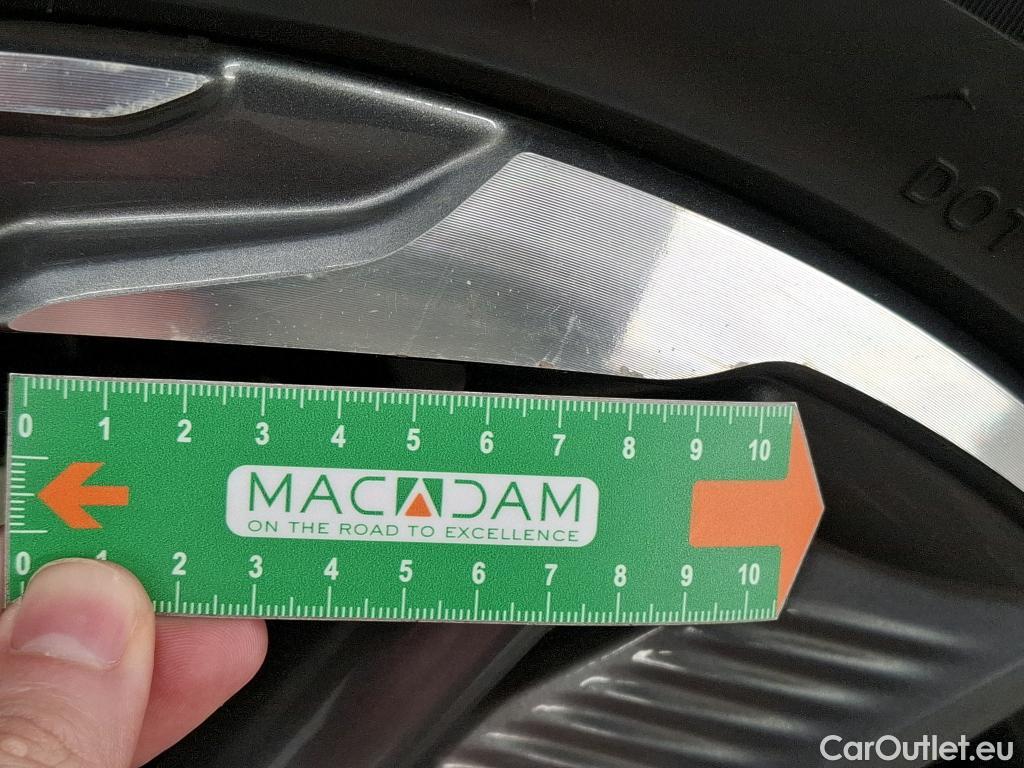 DOT
0 1 2 3 4 5 6 7 8 9 10
MACADAM
ON THE ROAD TO EXCELLENCE
0 1 2 3 4 5 6 7 8 9 10
CarOutlet.eu